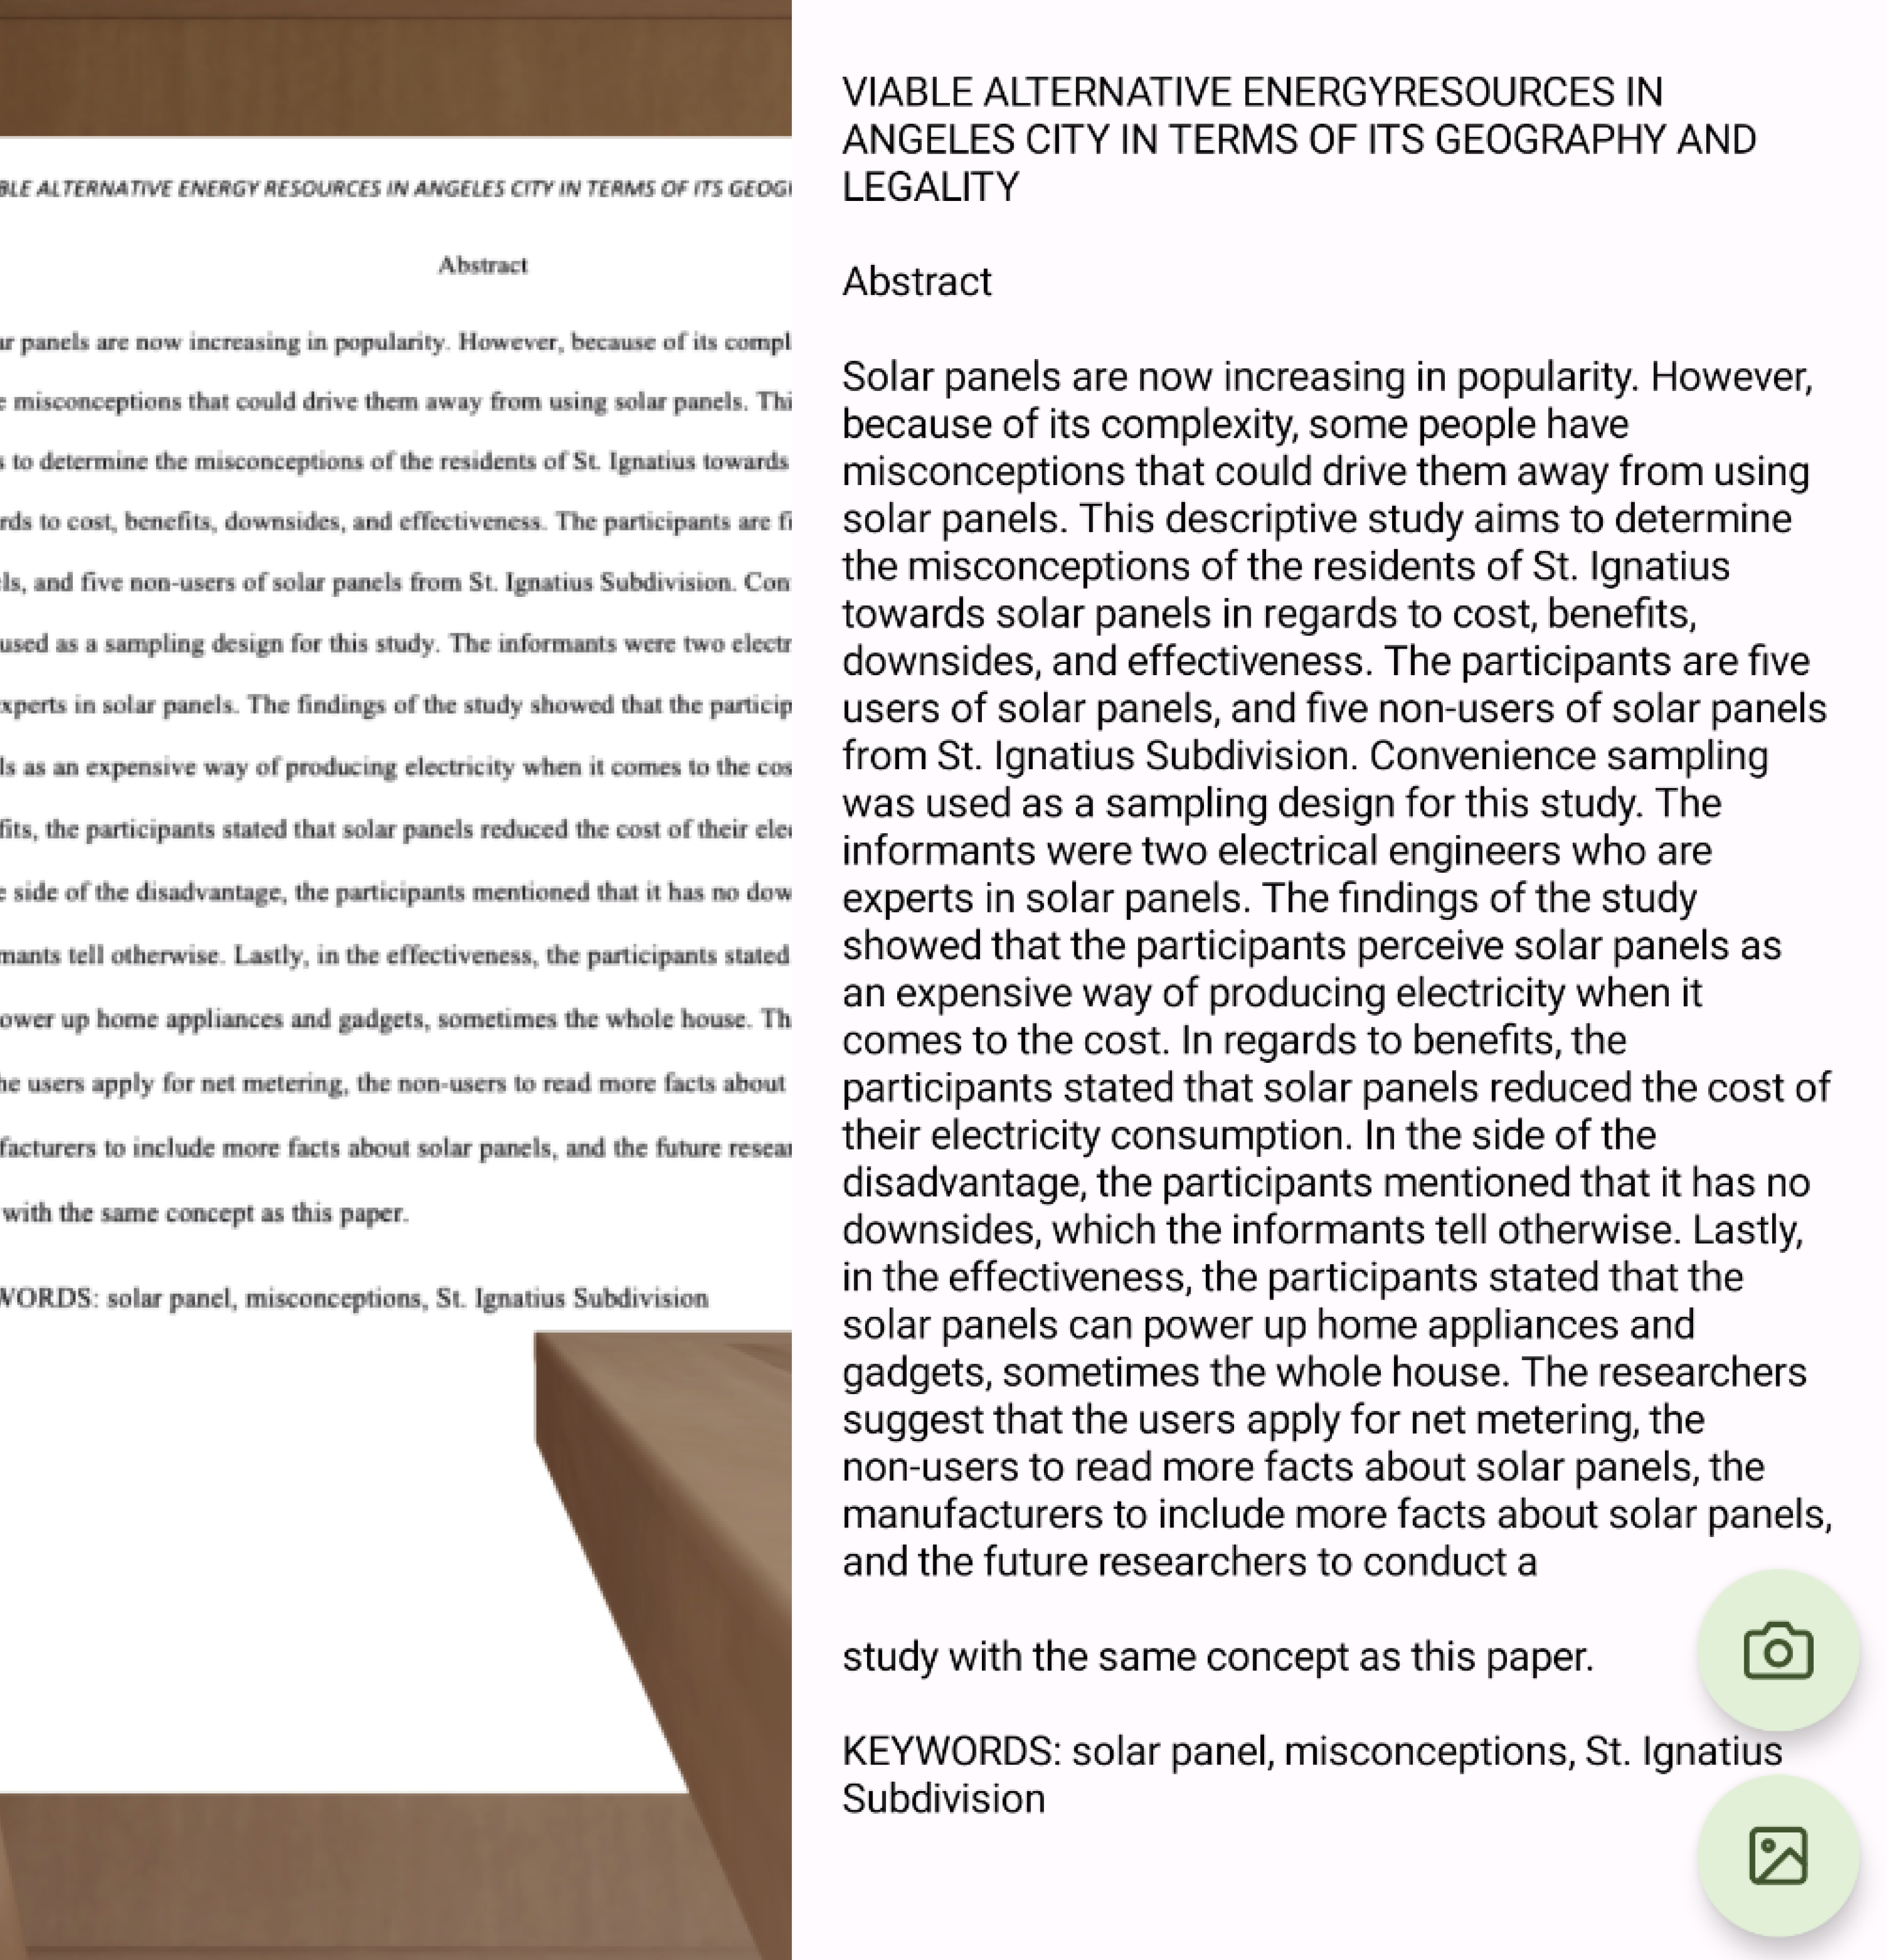 BLE ALTERNATIVE ENERGY RESOURCES IN ANGELES CITY IN TERMS OF ITS GEOG
Abstract
ar panels are now increasing in popularity. However, because of its compl
e misconceptions that could drive them away from using solar panels. Thi
s to determine the misconceptions of the residents of St. Ignatius towards
rds to cost, benefits, downsides, and effectiveness. The participants are fi
ls, and five non-users of solar panels from St. Ignatius Subdivision. Con
used as a sampling design for this study. The informants were two electr
xperts in solar panels. The findings of the study showed that the particip
ls as an expensive way of producing electricity when it comes to the cos
fits, the participants stated that solar panels reduced the cost of their ele
e side of the disadvantage, the participants mentioned that it has no dow
mants tell otherwise. Lastly, in the effectiveness, the participants stated
ower up home appliances and gadgets, sometimes the whole house. Th
he users apply for net metering, the non-users to read more facts about
facturers to include more facts about solar panels, and the future resear
with the same concept as this paper.
WORDS: solar panel, misconceptions, St. Ignatius Subdivision
VIABLE ALTERNATIVE ENERGYRESOURCES IN
ANGELES CITY IN TERMS OF ITS GEOGRAPHY AND
LEGALITY
Abstract
Solar panels are now increasing in popularity. However,
because of its complexity, some people have
misconceptions that could drive them away from using
solar panels. This descriptive study aims to determine
the misconceptions of the residents of St. Ignatius
towards solar panels in regards to cost, benefits,
downsides, and effectiveness. The participants are five
users of solar panels, and five non-users of solar panels
from St. Ignatius Subdivision. Convenience sampling
was used as a sampling design for this study. The
informants were two electrical engineers who are
experts in solar panels. The findings of the study
showed that the participants perceive solar panels as
an expensive way of producing electricity when it
comes to the cost. In regards to benefits, the
participants stated that solar panels reduced the cost of
their electricity consumption. In the side of the
disadvantage, the participants mentioned that it has no
downsides, which the informants tell otherwise. Lastly,
in the effectiveness, the participants stated that the
solar panels can power up home appliances and
gadgets, sometimes the whole house. The researchers
suggest that the users apply for net metering, the
non-users to read more facts about solar panels, the
manufacturers to include more facts about solar panels,
and the future researchers to conduct a
study with the same concept as this paper.
KEYWORDS: solar panel, misconceptions, St. Ignatius
Subdivision